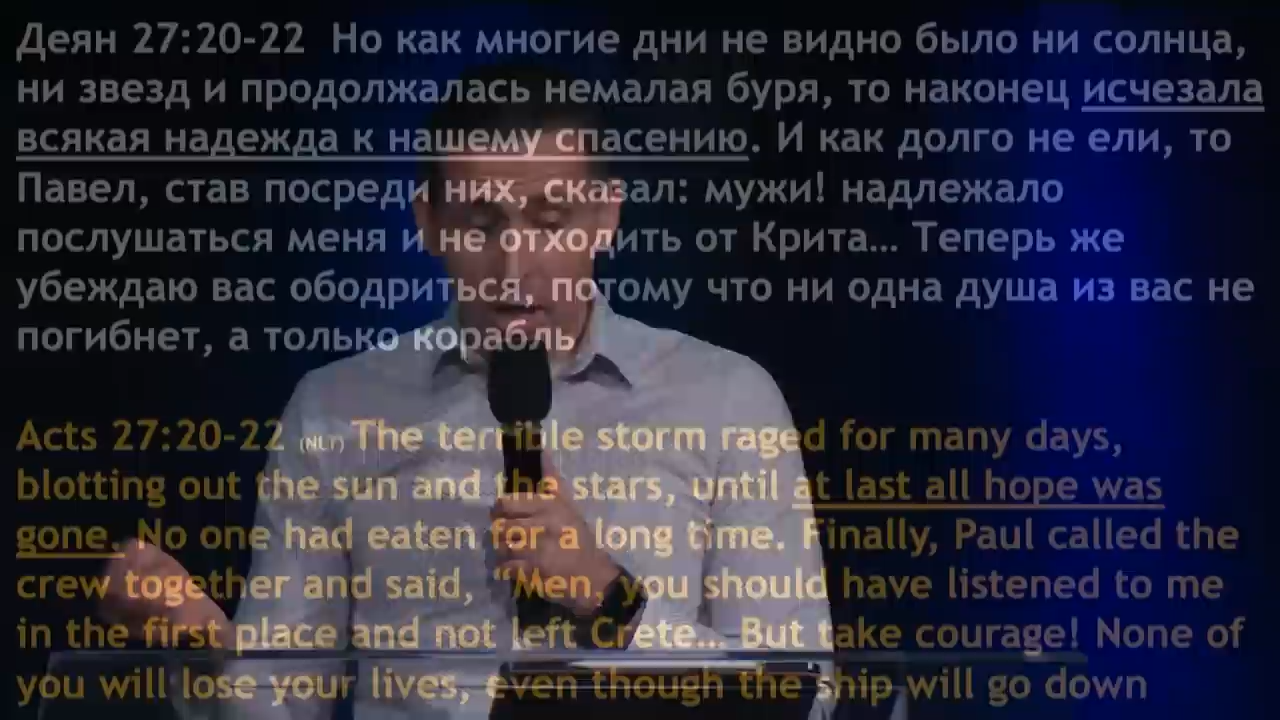 Деян 27:20-22 Но как многие дни не видно было ни солнца,
ни звезд и продолжалась немалая буря, то наконец исчезала
всякая надежда к нашему спасению. И как долго не ели, то
Павел, став посреди них, сказал: мужи! надлежало
послушаться меня и не отходить от Крита... Теперь же
убеждаю вас ободриться, потому что ни одна душа из вас не
погибнет, а только корабль
Acts 27:20-22 (NLT) The terrible storm raged for many days,
blotting out the sun and the stars, until at last all hope was
gone. No one had eaten for a long time. Finally, Paul called the
crew together and said, “Men, you should have listened to me
in the first place and not left Crete... But take courage! None of
you will lose your lives, even though the ship will go down